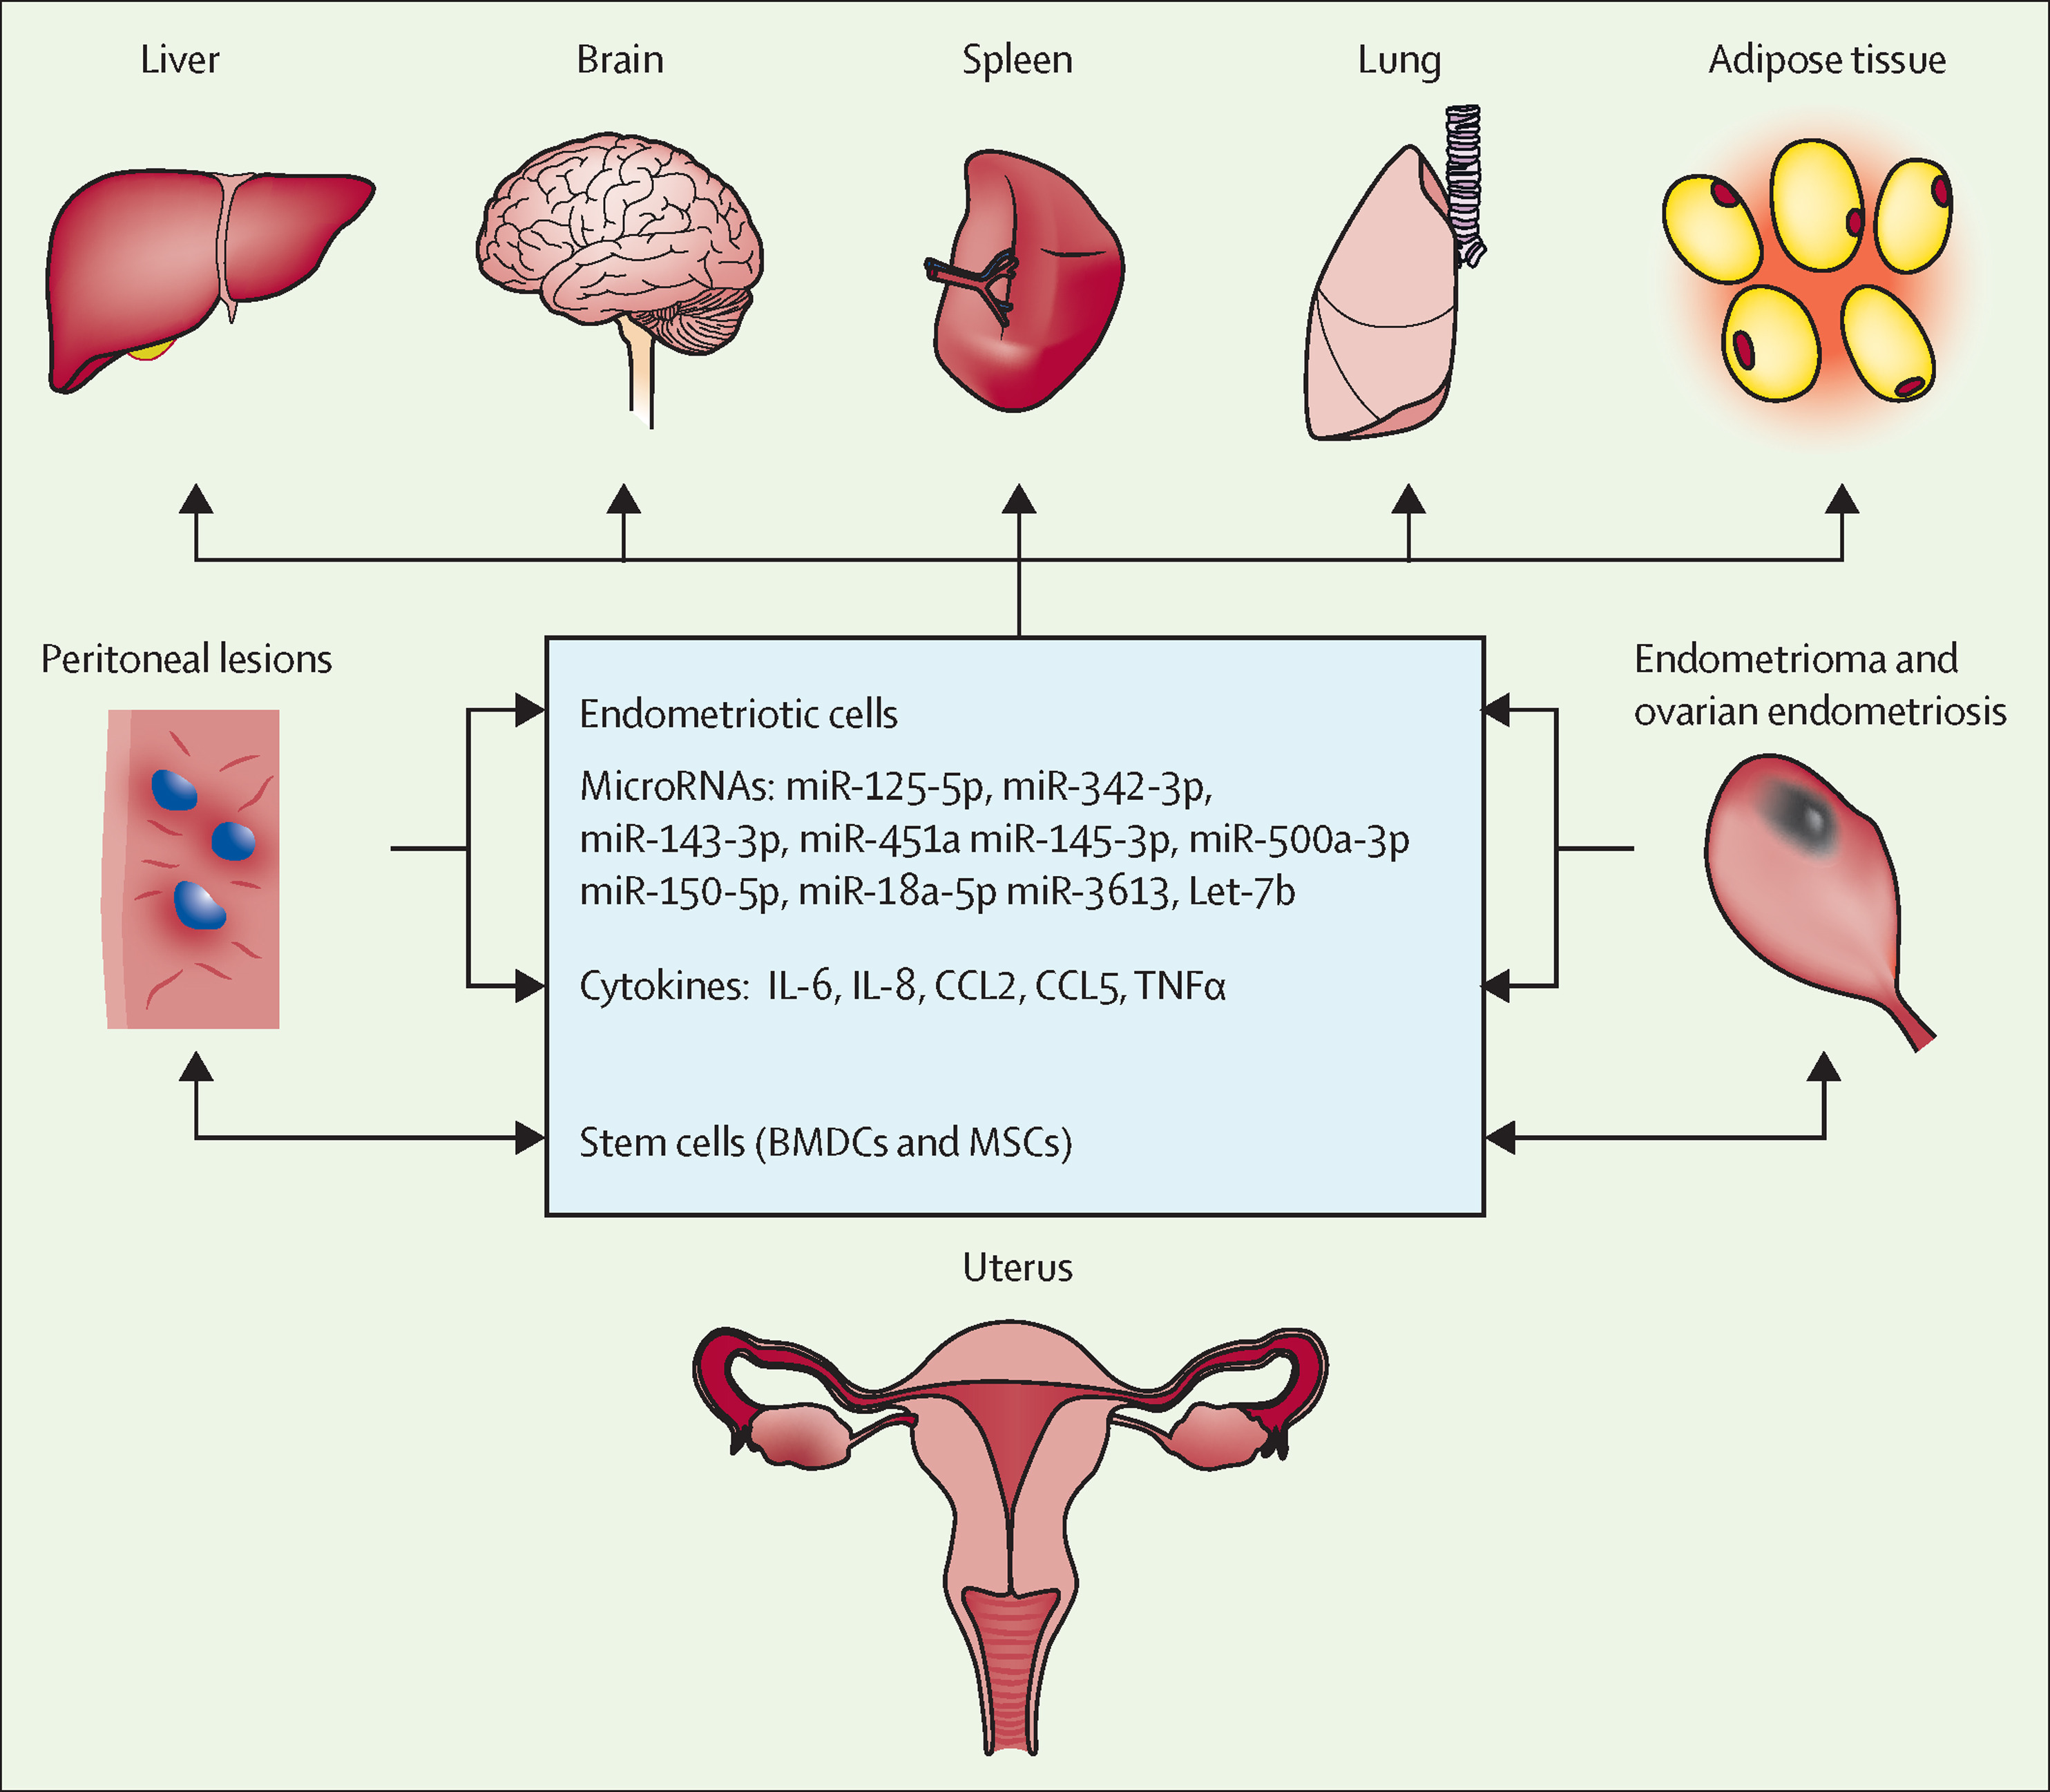 Liver
Brain
Spleen
Lung
Adipose tissue
Peritoneal lesions
Endometriotic cells
MicroRNAs: miR-125-5p, miR-342-3p,
miR-143-3p, miR-451a miR-145-3p, miR-500a-3p
miR-150-5p, miR-18a-5p miR-3613, Let-7b
Cytokines: IL-6, IL-8, CCL2, CCL5, TNFα
Stem cells (BMDCs and MSCs)
Endometrioma and
ovarian endometriosis
Uterus